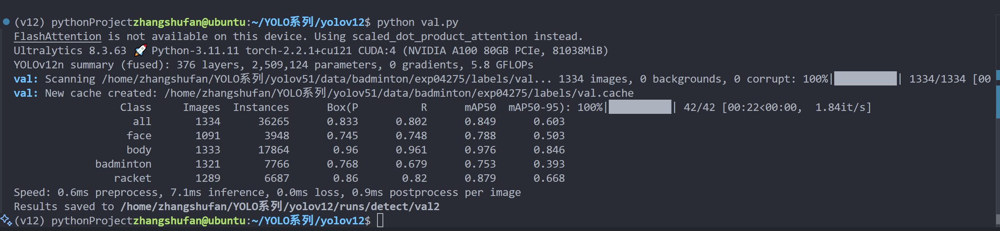 (v12) pythonProjectzhangshufan@ubuntu:~/YOLO系列/yolov12$ python val.py
FlashAttention is not available on this device. Using scaled_dot_product_attention instead.
Ultralytics 8.3.63 🚀 Python-3.11.11 torch-2.2.1+cu121 CUDA:4 (NVIDIA A100 80GB PCIe, 81038MiB)
YOLOv12n summary (fused): 376 layers, 2,509,124 parameters, 0 gradients, 5.8 GFLOPs
val: Scanning /home/zhangshufan/YOLO系列/yolov51/data/badminton/exp04275/labels/val... 1334 images, 0 backgrounds, 0 corrupt: 100%|██████████| 1334/1334 [00
val: New cache created: /home/zhangshufan/YOLO系列/yolov51/data/badminton/exp04275/labels/val.cache
Class Images Instances Box(P R mAP50 mAP50-95): 100%|██████████| 42/42 [00:22<00:00, 1.84it/s]
all 1334 36265 0.833 0.802 0.849 0.603
face 1091 3948 0.745 0.748 0.788 0.503
body 1333 17864 0.96 0.961 0.976 0.846
badminton 1321 7766 0.768 0.679 0.753 0.393
racket 1289 6687 0.86 0.82 0.879 0.668
Speed: 0.6ms preprocess, 7.1ms inference, 0.0ms loss, 0.9ms postprocess per image
Results saved to /home/zhangshufan/YOLO系列/yolov12/runs/detect/val2
(v12) pythonProjectzhangshufan@ubuntu:~/YOLO系列/yolov12$